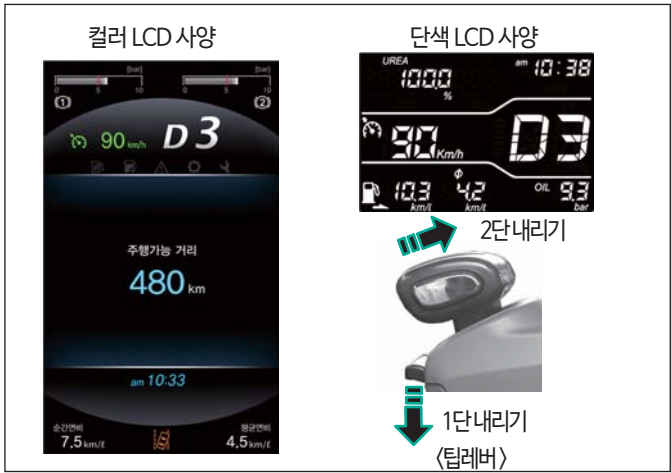 컬러 LCD 사양
[bar] [bar]
0 5 10 0 5 10
(1) (2)
90 km/h D3
주행가능 거리
480 km
am 10:33
순간연비 평균연비
7.5 km/ℓ 4.5 km/ℓ
단색 LCD 사양
UREA am 10:38
100.0
%
90 Km/h D3
10.3 4.2 OIL 9.3
km/ℓ km/ℓ bar
2단 내리기
1단 내리기
〈팁레버〉